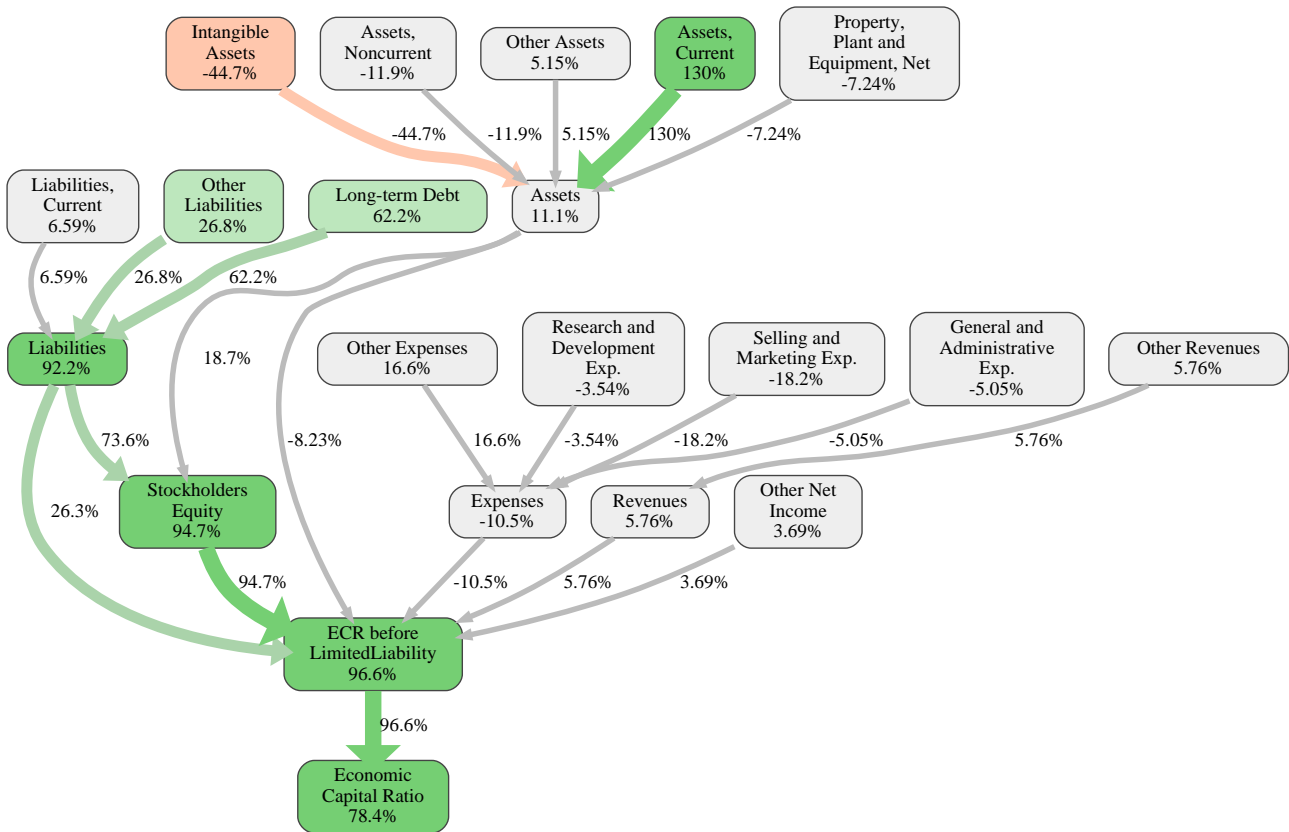 Intangible
Assets
-44.7%
Assets,
Noncurrent
-11.9%
Other Assets
5.15%
Assets,
Current
130%
Property,
Plant and
Equipment, Net
-7.24%
-44.7%
-11.9%
5.15%
130%
-7.24%
Liabilities,
Current
6.59%
Other
Liabilities
26.8%
Long-term Debt
62.2%
Assets
11.1%
6.59%
26.8%
62.2%
Liabilities
92.2%
18.7%
Other Expenses
16.6%
Research and
Development
Exp.
-3.54%
Selling and
Marketing Exp.
-18.2%
General and
Administrative
Exp.
-5.05%
Other Revenues
5.76%
73.6%
-8.23%
16.6%
-3.54%
-18.2%
-5.05%
5.76%
26.3%
Stockholders
Equity
94.7%
Expenses
-10.5%
Revenues
5.76%
Other Net
Income
3.69%
94.7%
-10.5%
5.76%
3.69%
ECR before
LimitedLiability
96.6%
96.6%
Economic
Capital Ratio
78.4%